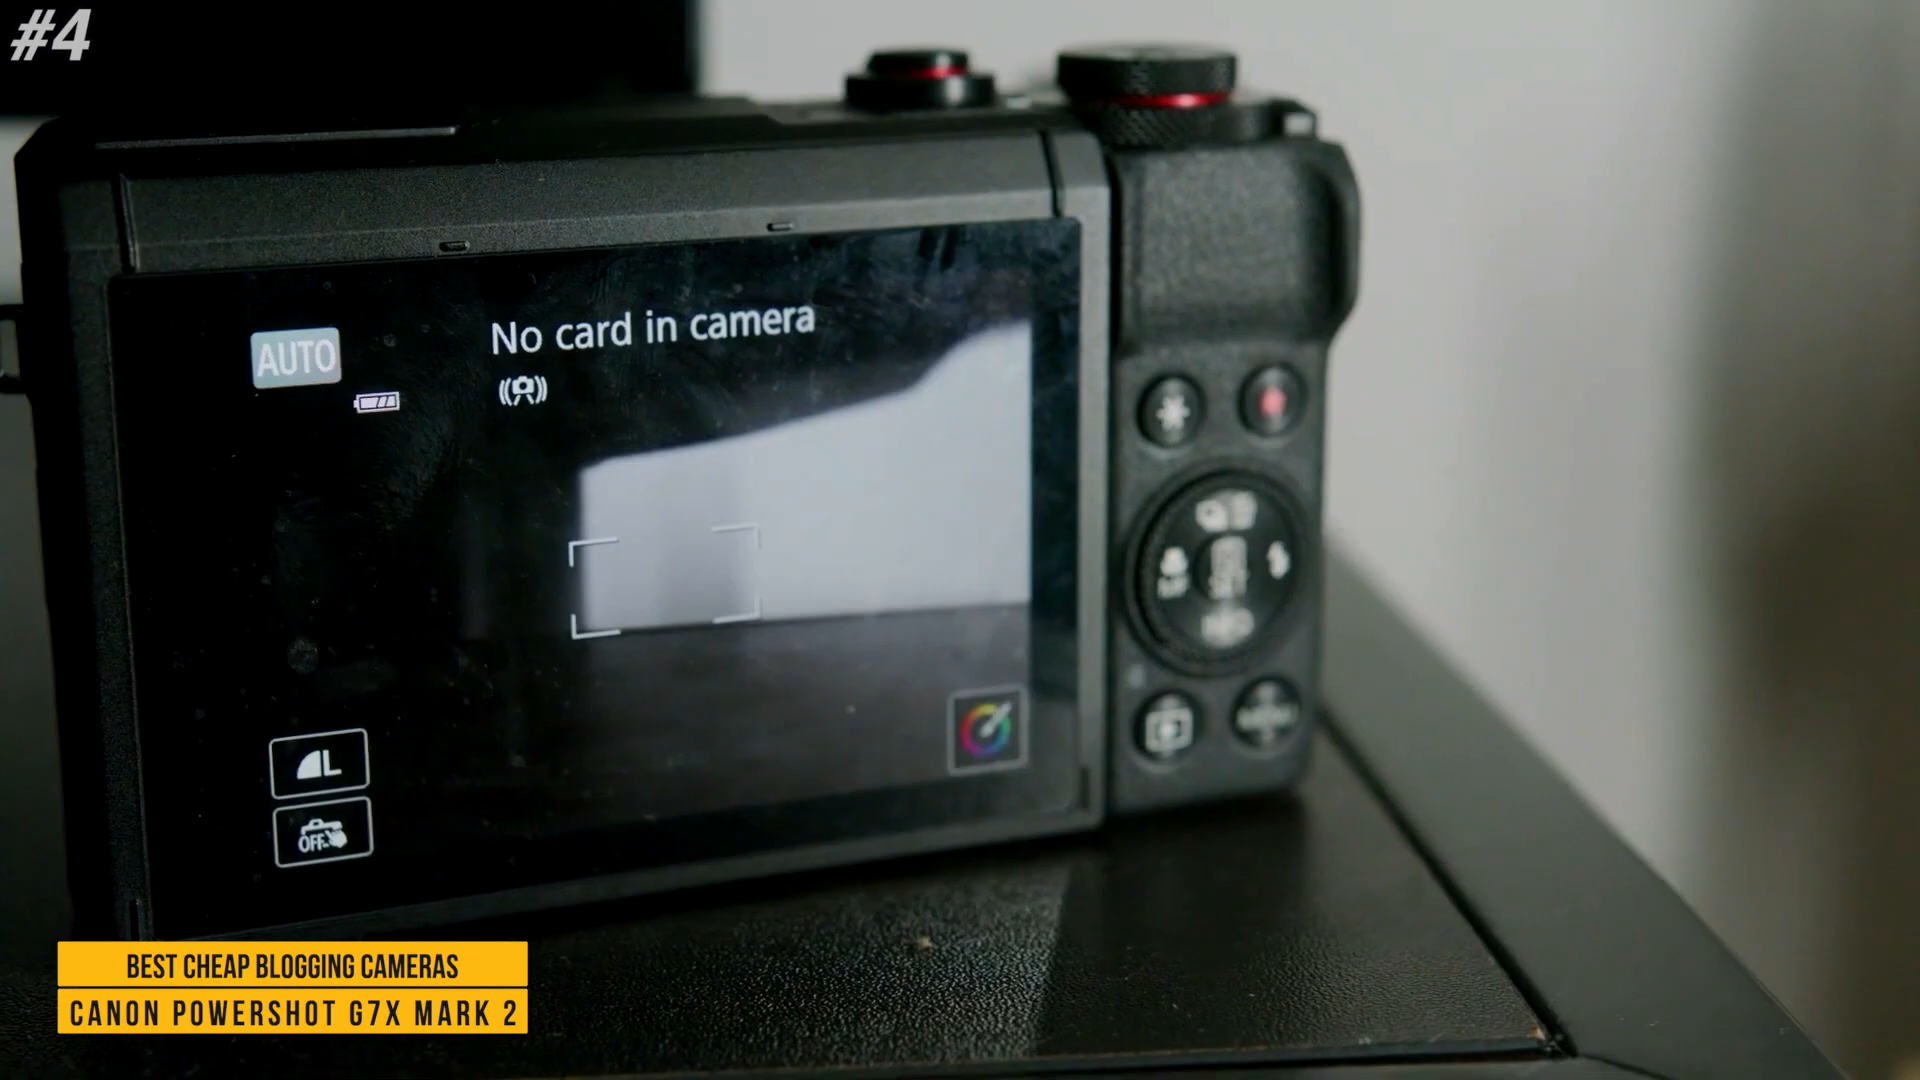 #4
No card in camera
AUTO
L
OFF
BEST CHEAP BLOGGING CAMERAS
CANON POWERSHOT G7X MARK 2